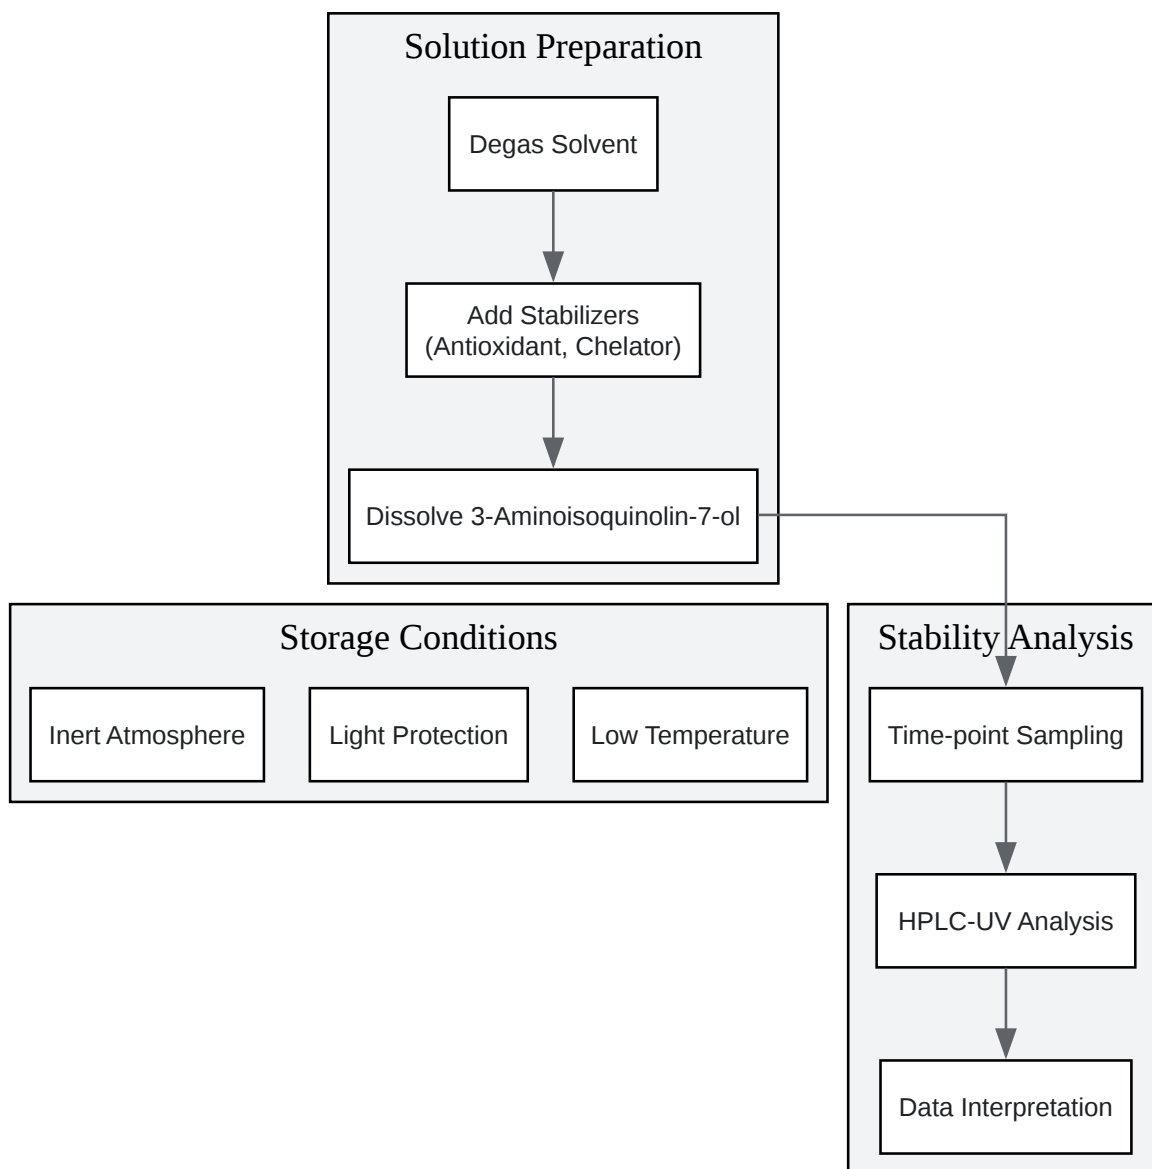 Solution Preparation
Degas Solvent
Add Stabilizers
(Antioxidant, Chelator)
Dissolve 3-Aminoisoquinolin-7-ol
Storage Conditions
Inert Atmosphere
Light Protection
Low Temperature
Stability Analysis
Time-point Sampling
HPLC-UV Analysis
Data Interpretation